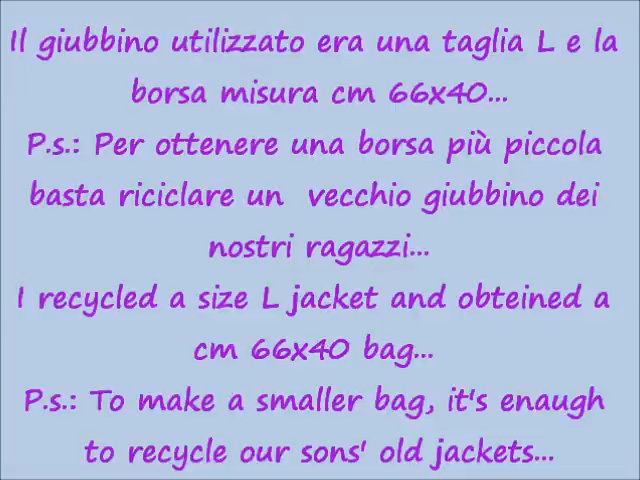 Il giubbino utilizzato era una taglia L e la
borsa misura cm 66x40...
P.s.: Per ottenere una borsa più piccola
basta riciclare un  vecchio giubbino dei
nostri ragazzi...
I recycled a size L jacket and obteined a
cm 66x40 bag...
P.s.: To make a smaller bag, it's enaugh
to recycle our sons' old jackets...